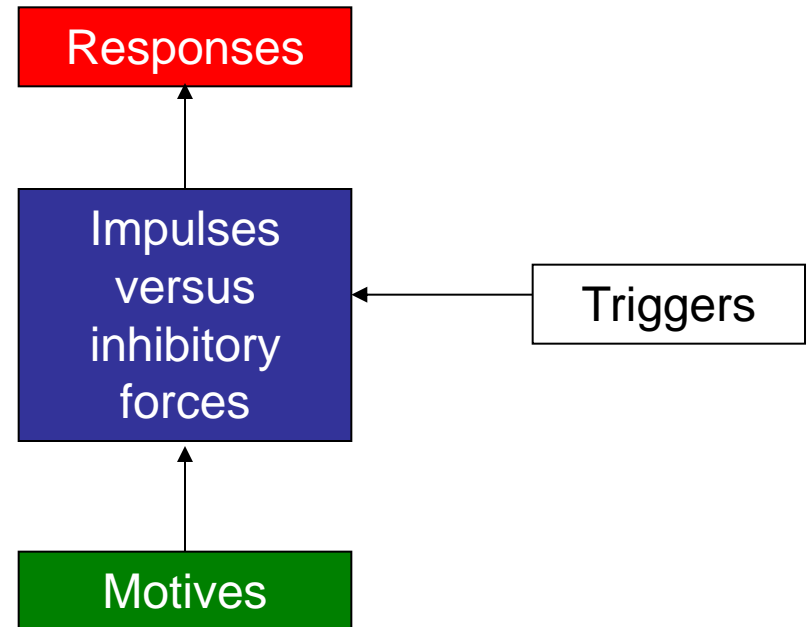 Responses
Impulses
versus
inhibitory
forces
Triggers
Motives